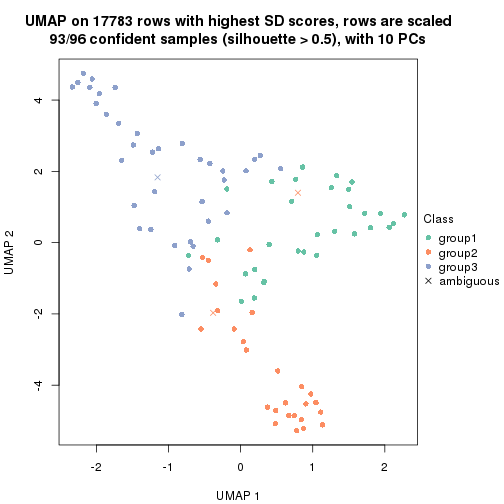 UMAP on 17783 rows with highest SD scores, rows are scaled
93/96 confident samples (silhouette > 0.5), with 10 PCs
4
2
0
-2
-4
UMAP 2
-2
-1
0
1
2
UMAP 1
Class
group1
group2
group3
ambiguous